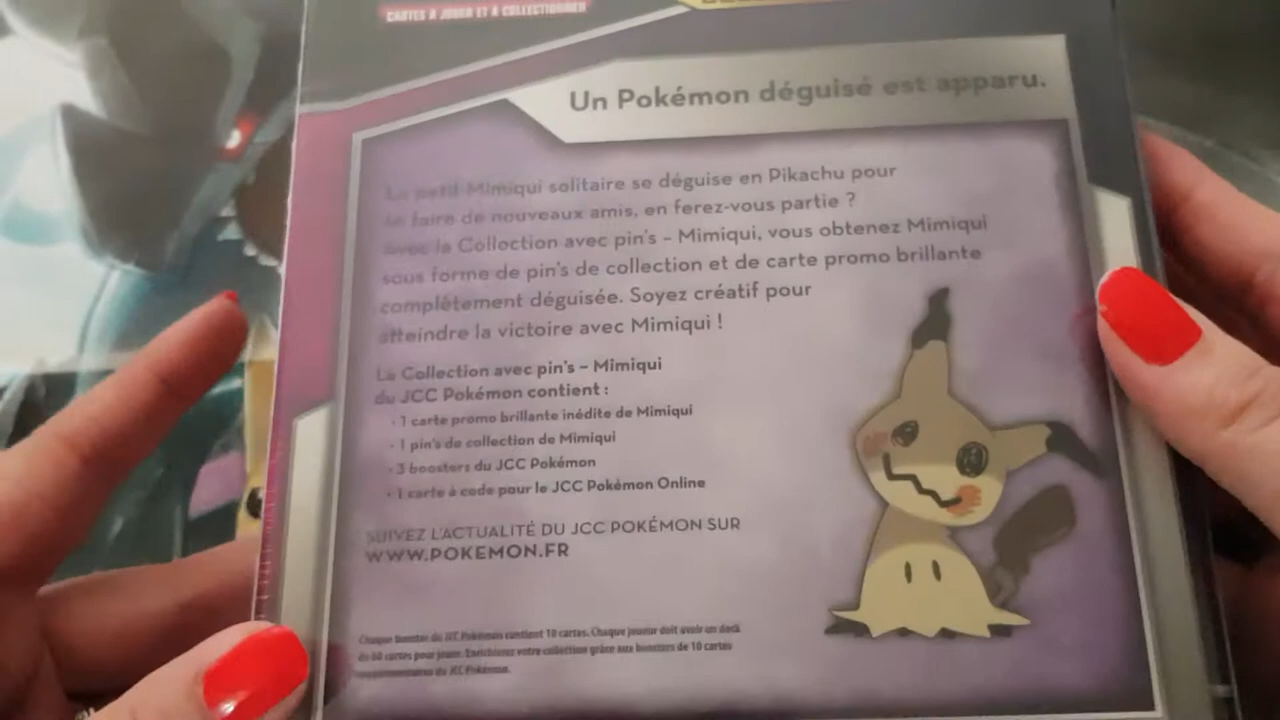 CARTES À JOUER ET À COLLECTIONNER
Un Pokémon déguisé est apparu.
Le petit Mimiqui solitaire se déguise en Pikachu pour
se faire de nouveaux amis, en ferez-vous partie ?
Avec la Collection avec pin's – Mimiqui, vous obtenez Mimiqui
sous forme de pin's de collection et de carte promo brillante
complètement déguisée. Soyez créatif pour
atteindre la victoire avec Mimiqui !
La Collection avec pin's – Mimiqui
du JCC Pokémon contient :
· 1 carte promo brillante inédite de Mimiqui
· 1 pin's de collection de Mimiqui
· 3 boosters du JCC Pokémon
· 1 carte à code pour le JCC Pokémon Online
SUIVEZ L'ACTUALITÉ DU JCC POKÉMON SUR
WWW.POKEMON.FR
Chaque booster du JCC Pokémon contient 10 cartes. Chaque joueur doit avoir un deck
de 60 cartes pour jouer. Enrichissez votre collection grâce aux boosters de 10 cartes
supplémentaires du JCC Pokémon.